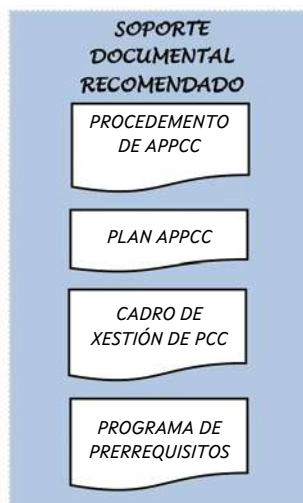 SOPORTE
DOCUMENTAL
RECOMENDADO
PROCEDEMENTO
DE APPCC
PLAN APPCC
CADRO DE
XESTIÓN DE PCC
PROGRAMA DE
PRERREQUISITOS